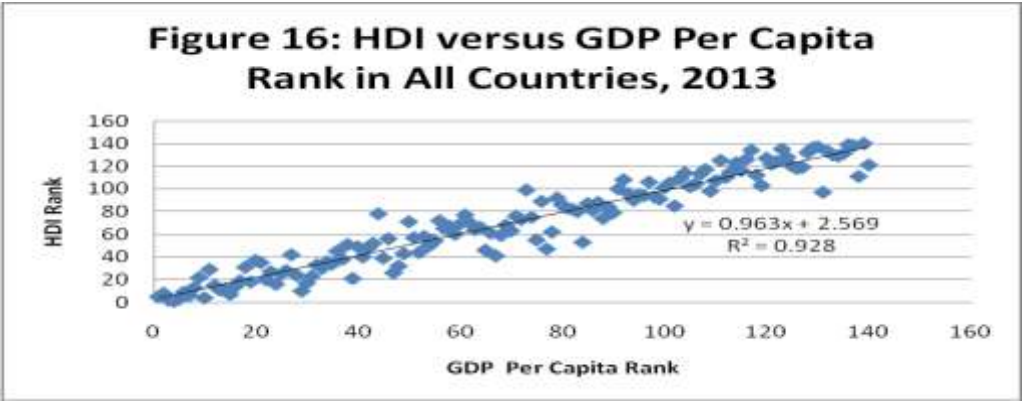 Figure 16: HDI versus GDP Per Capita
Rank in All Countries, 2013
160
140
120
100
80
60
40
20
0
HDI Rank
y = 0.963x + 2.569
R² = 0.928
0 20 40 60 80 100 120 140 160
GDP Per Capita Rank